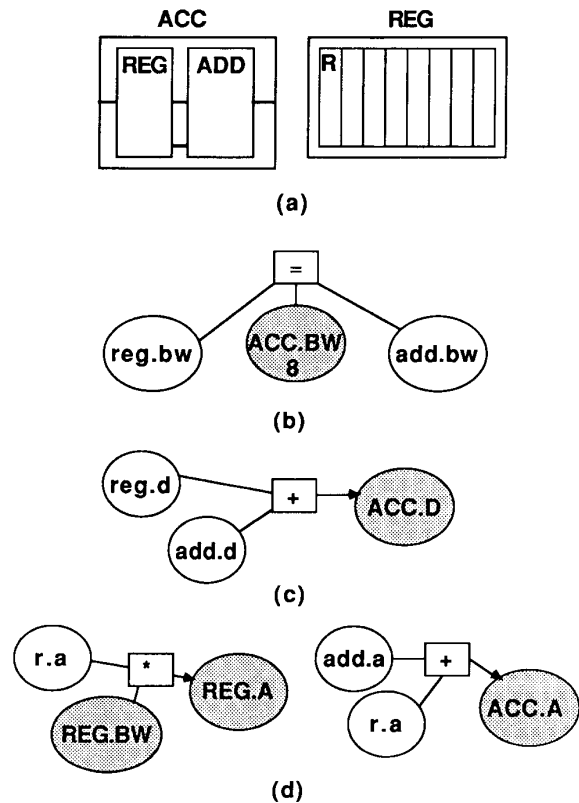 ACC REG
REG ADD R
(a)
=
reg.bw ACC.BW add.bw
8
(b)
reg.d
+ ACC.D
add.d
(c)
r.a * add.a +
REG.A ACC.A
REG.BW r.a
(d)